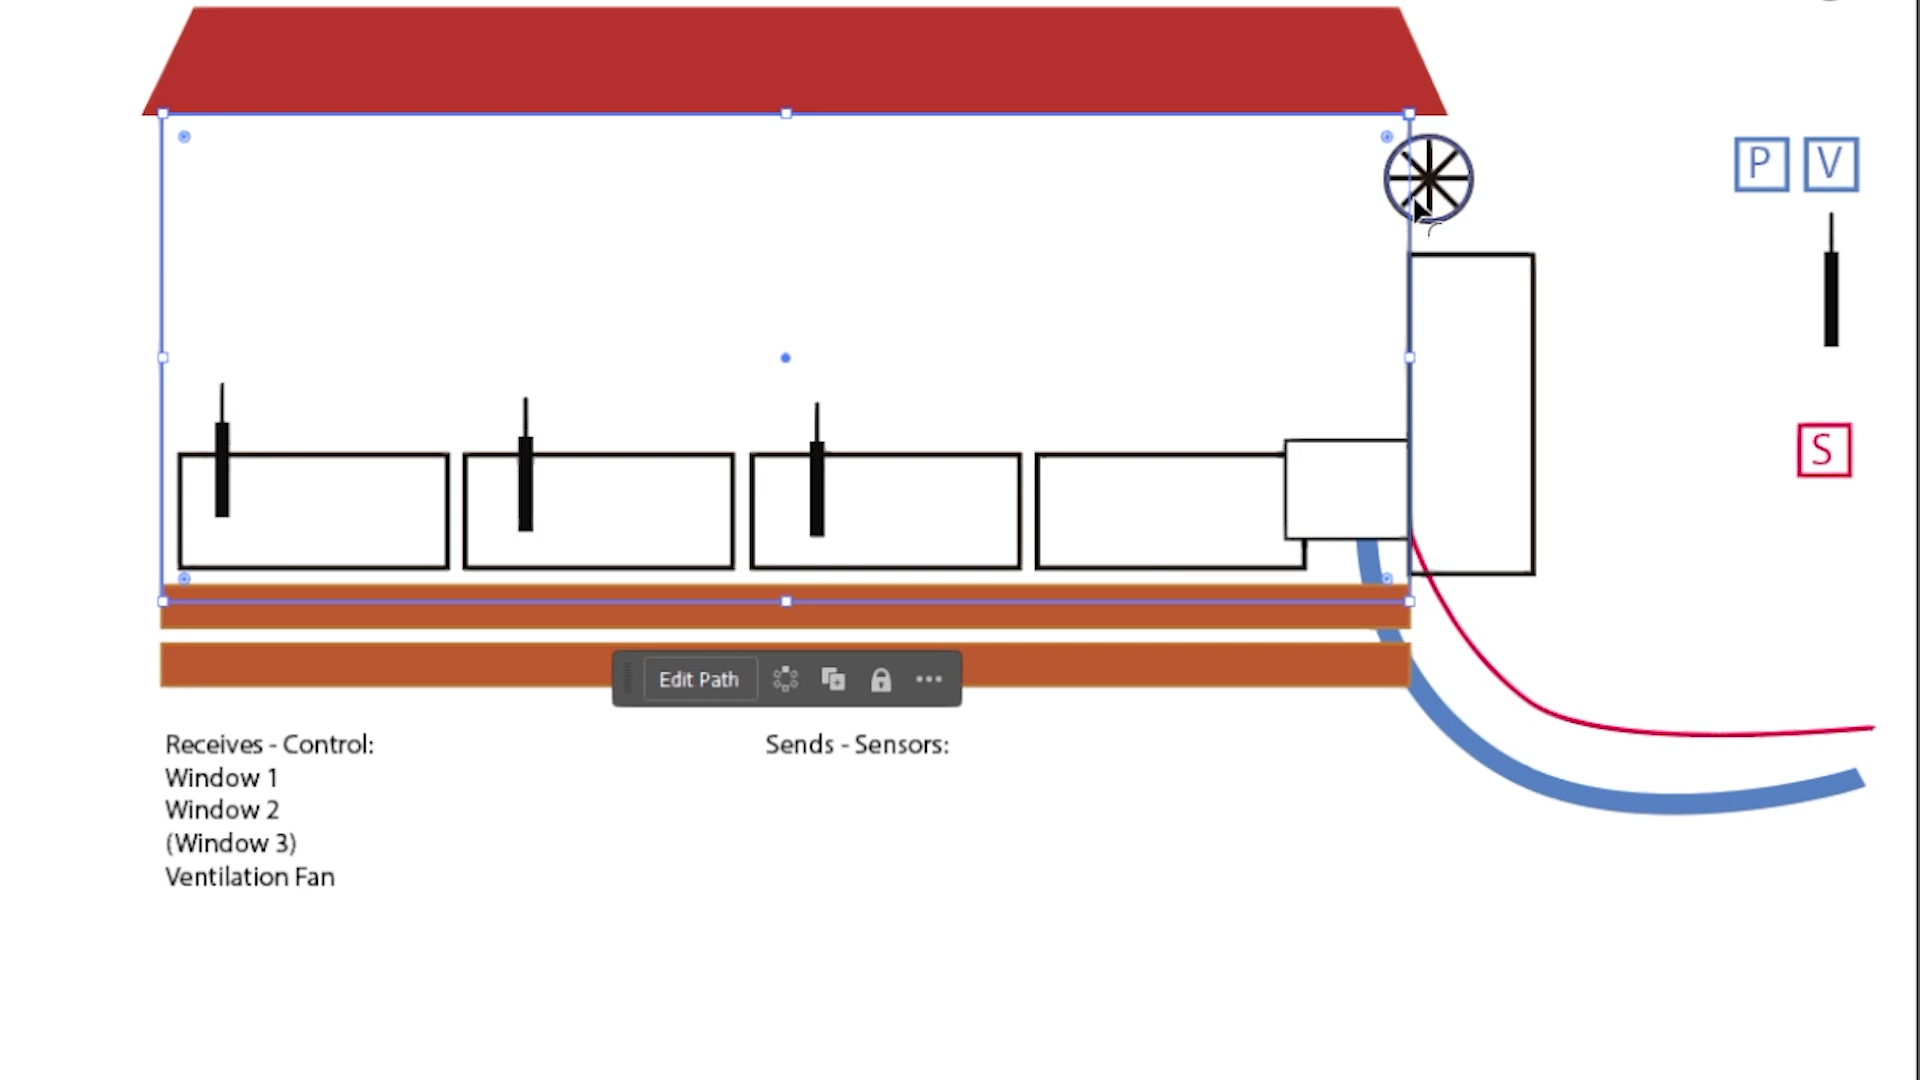 P V
S
Edit Path
Receives - Control:
Window 1
Window 2
(Window 3)
Ventilation Fan
Sends - Sensors: